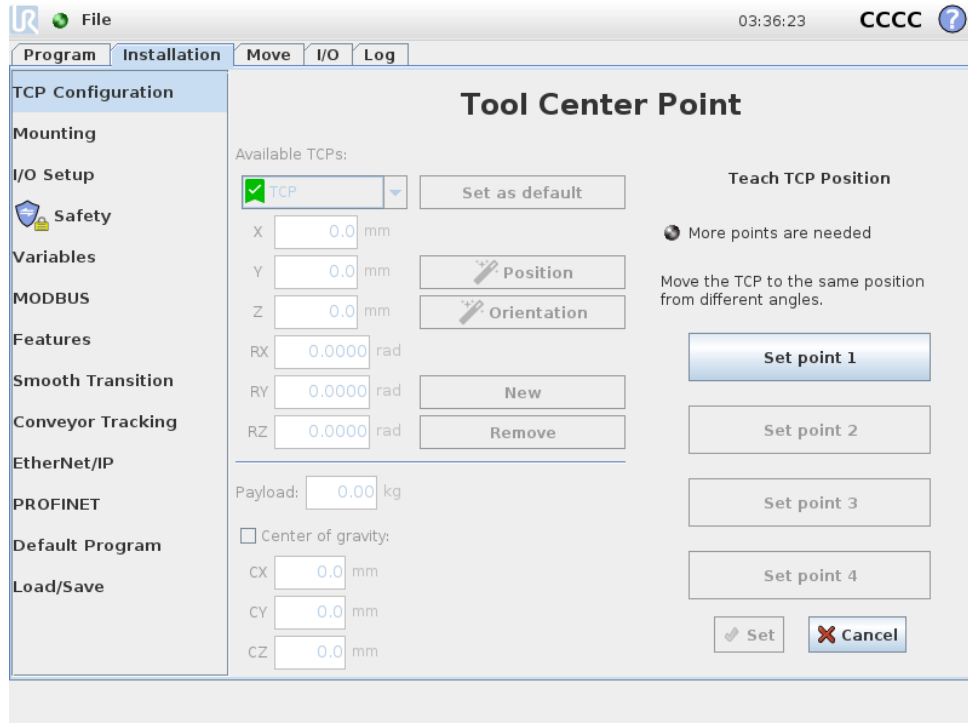 UR File 03:36:23 CCCC ?
Program Installation Move I/O Log
TCP Configuration
Mounting
I/O Setup
Safety
Variables
MODBUS
Features
Smooth Transition
Conveyor Tracking
EtherNet/IP
PROFINET
Default Program
Load/Save
Tool Center Point
Available TCPs:
TCP Set as default
X 0.0 mm
Y 0.0 mm Position
Z 0.0 mm Orientation
RX 0.0000 rad
RY 0.0000 rad New
RZ 0.0000 rad Remove
Payload: 0.00 kg
Center of gravity:
CX 0.0 mm
CY 0.0 mm
CZ 0.0 mm
Teach TCP Position
More points are needed
Move the TCP to the same position
from different angles.
Set point 1
Set point 2
Set point 3
Set point 4
Set Cancel